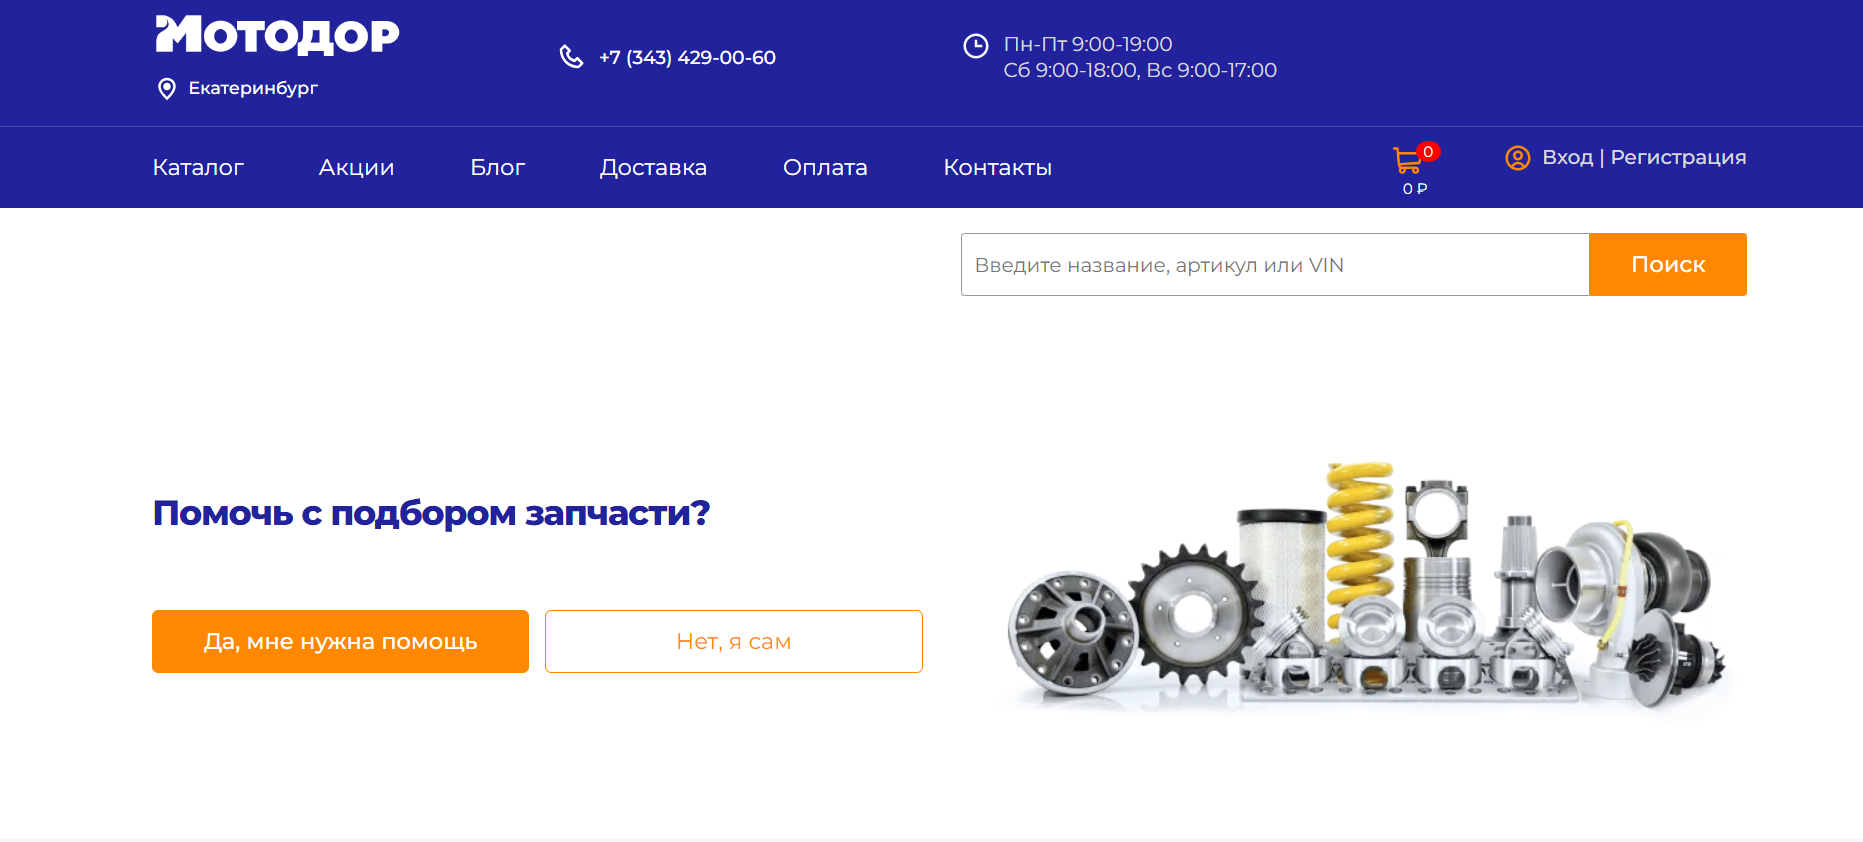 Мотодор
Екатеринбург
+7 (343) 429-00-60
Пн-Пт 9:00-19:00
Сб 9:00-18:00, Вс 9:00-17:00
Каталог
Акции
Блог
Доставка
Оплата
Контакты
0
0 ₽
Вход | Регистрация
Введите название, артикул или VIN
Поиск
Помочь с подбором запчасти?
Да, мне нужна помощь
Нет, я сам